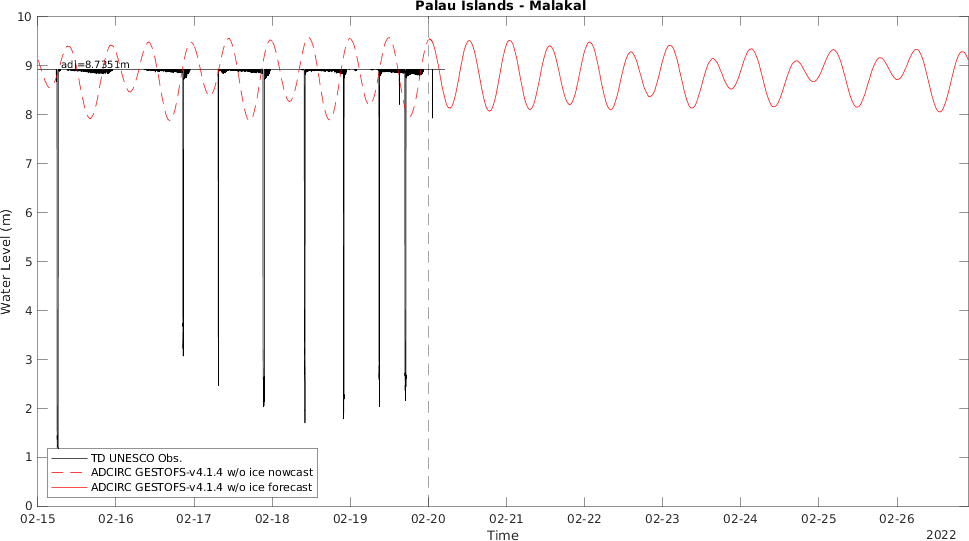 Palau Islands - Malakal
10
9
8
7
6
5
4
3
2
1
0
Water Level (m)
adj=8.7351m
TD UNESCO Obs.
ADCIRC GESTOFS-v4.1.4 w/o ice nowcast
ADCIRC GESTOFS-v4.1.4 w/o ice forecast
02-15 02-16 02-17 02-18 02-19 02-20 02-21 02-22 02-23 02-24 02-25 02-26
Time
2022